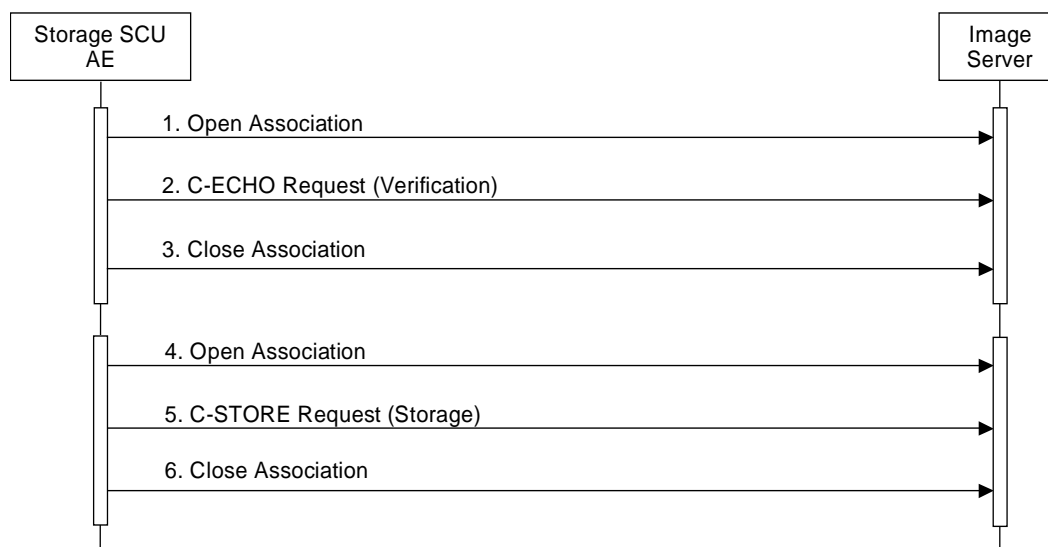 Storage SCU
AE
Image
Server
1. Open Association
2. C-ECHO Request (Verification)
3. Close Association
4. Open Association
5. C-STORE Request (Storage)
6. Close Association